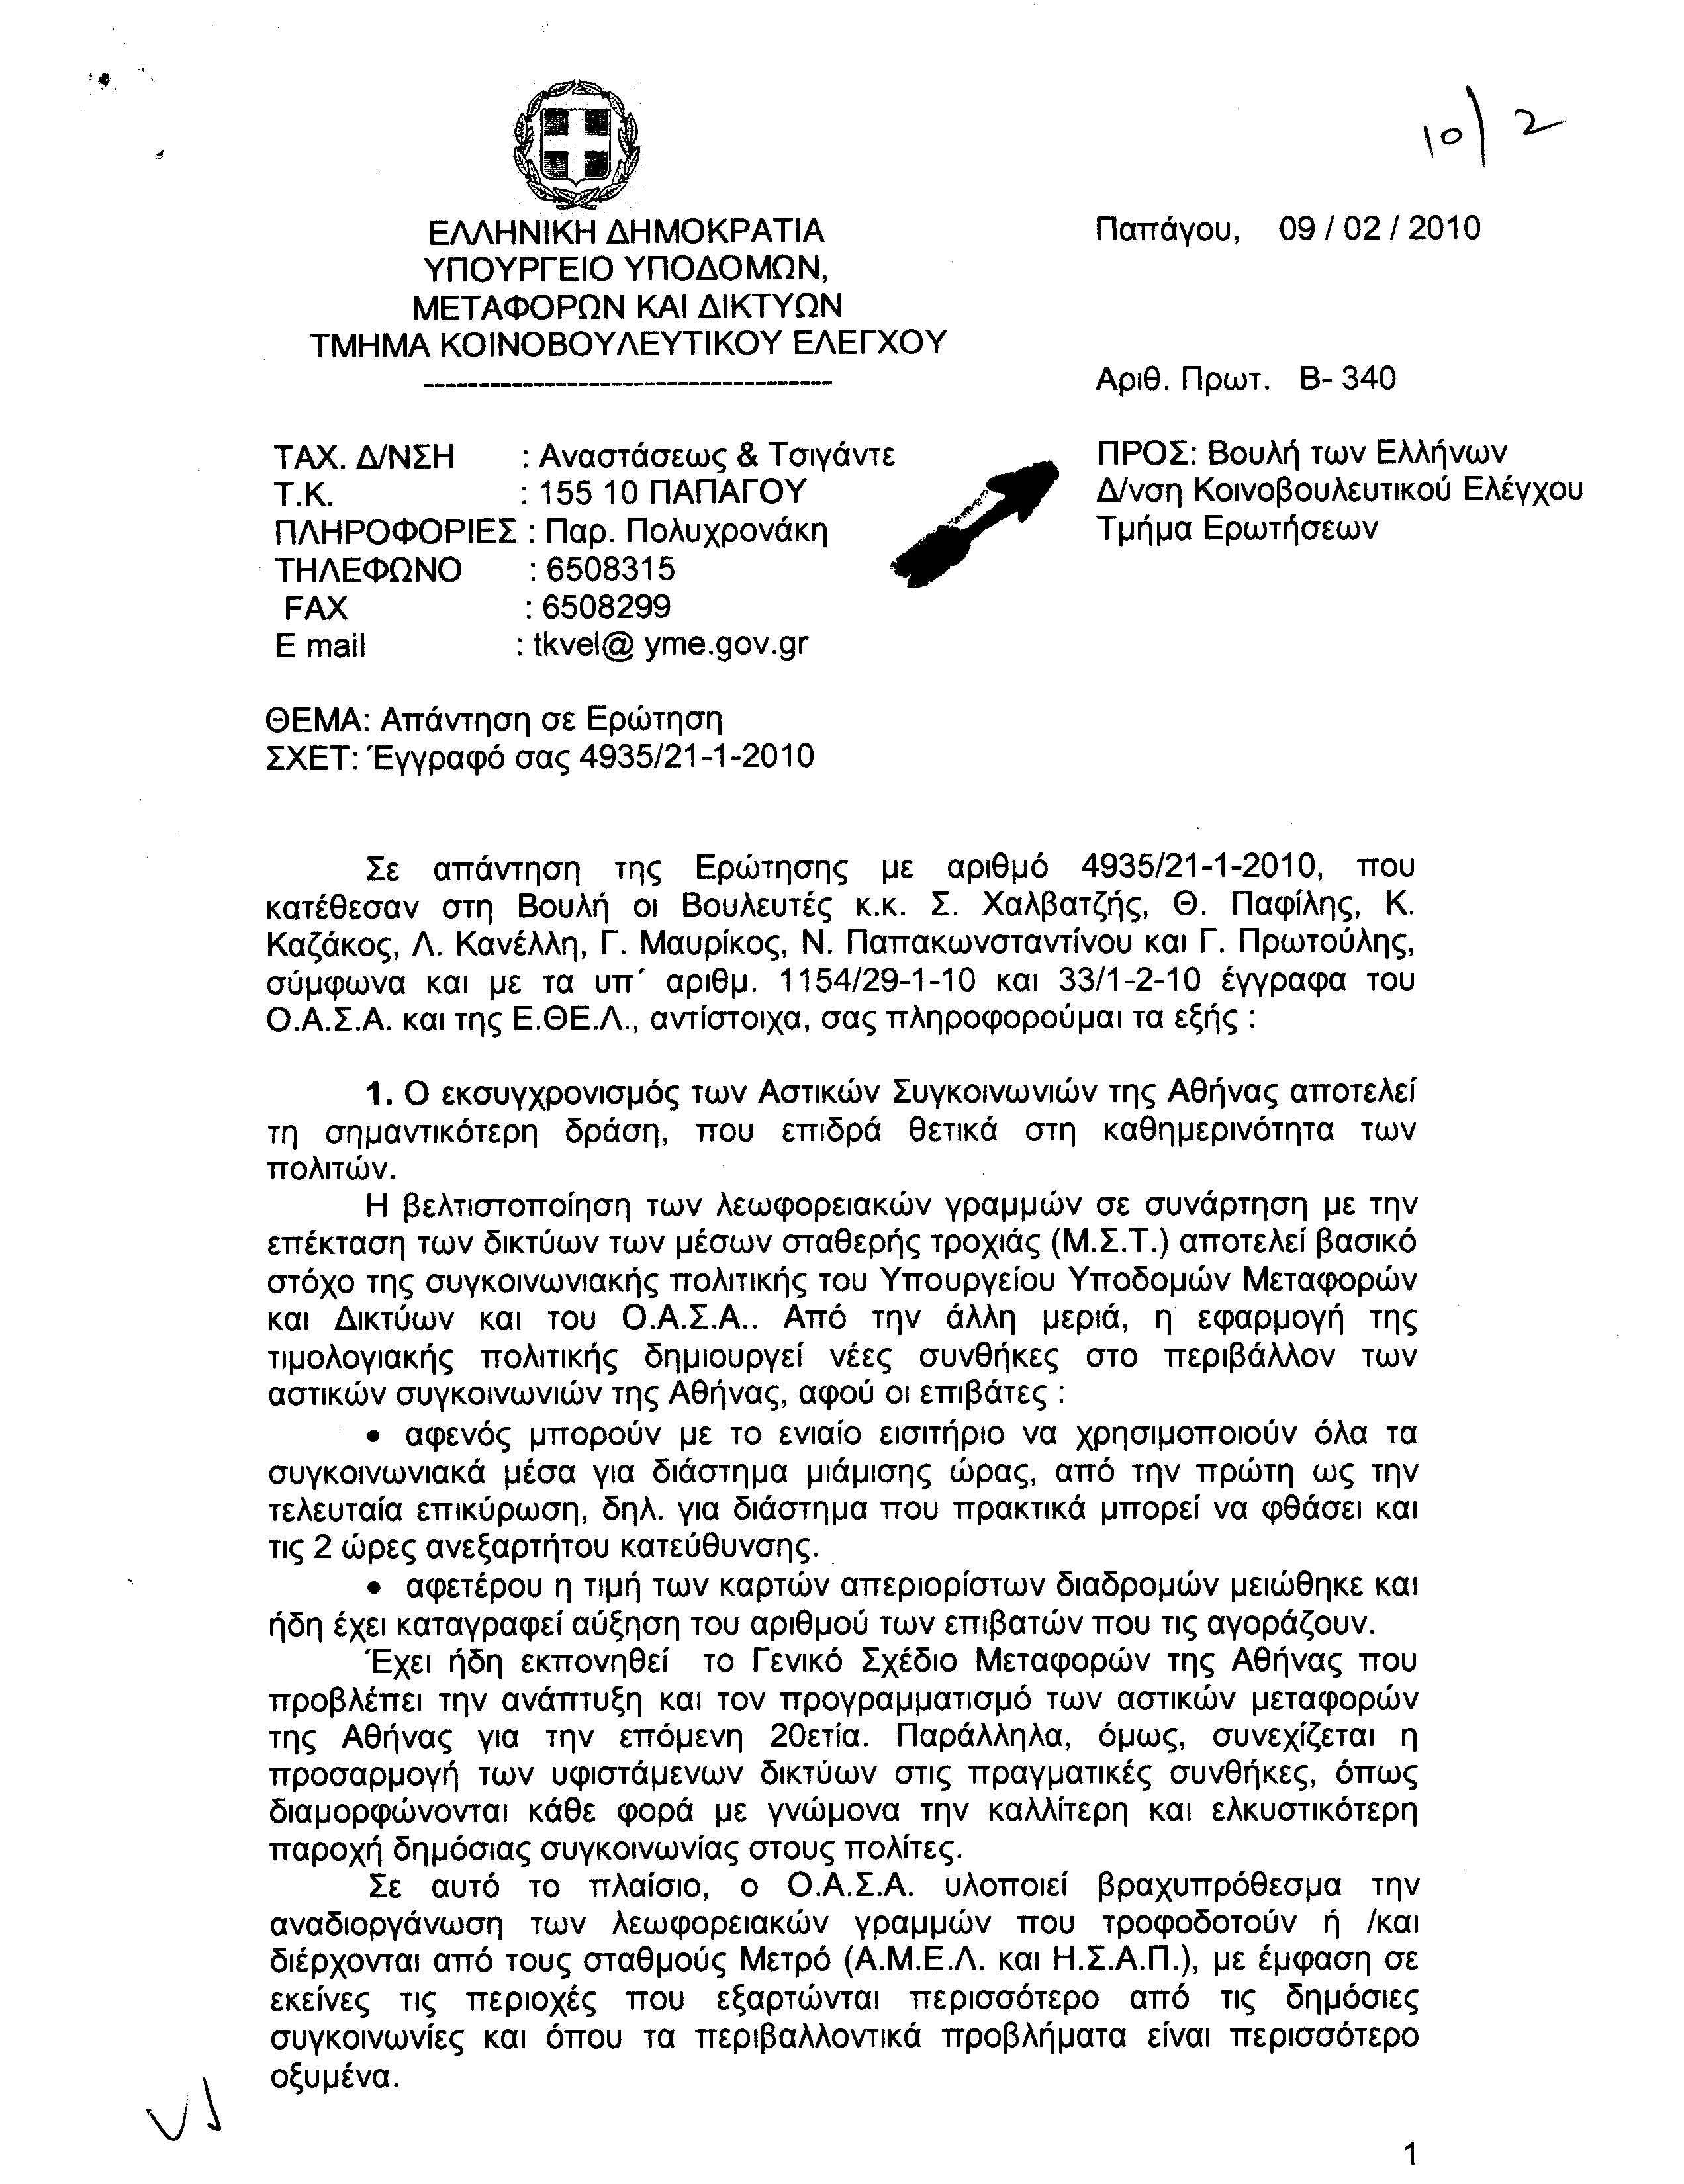 10/2
ΕΛΛΗΝΙΚΗ ΔΗΜΟΚΡΑΤΙΑ
ΥΠΟΥΡΓΕΙΟ ΥΠΟΔΟΜΩΝ,
ΜΕΤΑΦΟΡΩΝ ΚΑΙ ΔΙΚΤΥΩΝ
ΤΜΗΜΑ ΚΟΙΝΟΒΟΥΛΕΥΤΙΚΟΥ ΕΛΕΓΧΟΥ
-------------------------------------
Παπάγου, 09 / 02 / 2010
Αριθ. Πρωτ. Β- 340
ΤΑΧ. Δ/ΝΣΗ : Αναστάσεως & Τσιγάντε
Τ.Κ. : 155 10 ΠΑΠΑΓΟΥ
ΠΛΗΡΟΦΟΡΙΕΣ : Παρ. Πολυχρονάκη
ΤΗΛΕΦΩΝΟ : 6508315
FAX : 6508299
E mail : tkvel@ yme.gov.gr
ΠΡΟΣ: Βουλή των Ελλήνων
Δ/νση Κοινοβουλευτικού Ελέγχου
Τμήμα Ερωτήσεων
ΘΕΜΑ: Απάντηση σε Ερώτηση
ΣΧΕΤ: Έγγραφό σας 4935/21-1-2010
Σε απάντηση της Ερώτησης με αριθμό 4935/21-1-2010, που
κατέθεσαν στη Βουλή οι Βουλευτές κ.κ. Σ. Χαλβατζής, Θ. Παφίλης, Κ.
Καζάκος, Λ. Κανέλλη, Γ. Μαυρίκος, Ν. Παπακωνσταντίνου και Γ. Πρωτούλης,
σύμφωνα και με τα υπ΄ αριθμ. 1154/29-1-10 και 33/1-2-10 έγγραφα του
Ο.Α.Σ.Α. και της Ε.ΘΕ.Λ., αντίστοιχα, σας πληροφορούμαι τα εξής :
1. Ο εκσυγχρονισμός των Αστικών Συγκοινωνιών της Αθήνας αποτελεί
τη σημαντικότερη δράση, που επιδρά θετικά στη καθημερινότητα των
πολιτών.
Η βελτιστοποίηση των λεωφορειακών γραμμών σε συνάρτηση με την
επέκταση των δικτύων των μέσων σταθερής τροχιάς (Μ.Σ.Τ.) αποτελεί βασικό
στόχο της συγκοινωνιακής πολιτικής του Υπουργείου Υποδομών Μεταφορών
και Δικτύων και του Ο.Α.Σ.Α.. Από την άλλη μεριά, η εφαρμογή της
τιμολογιακής πολιτικής δημιουργεί νέες συνθήκες στο περιβάλλον των
αστικών συγκοινωνιών της Αθήνας, αφού οι επιβάτες :
• αφενός μπορούν με το ενιαίο εισιτήριο να χρησιμοποιούν όλα τα
συγκοινωνιακά μέσα για διάστημα μιάμισης ώρας, από την πρώτη ως την
τελευταία επικύρωση, δηλ. για διάστημα που πρακτικά μπορεί να φθάσει και
τις 2 ώρες ανεξαρτήτου κατεύθυνσης.
• αφετέρου η τιμή των καρτών απεριορίστων διαδρομών μειώθηκε και
ήδη έχει καταγραφεί αύξηση του αριθμού των επιβατών που τις αγοράζουν.
Έχει ήδη εκπονηθεί το Γενικό Σχέδιο Μεταφορών της Αθήνας που
προβλέπει την ανάπτυξη και τον προγραμματισμό των αστικών μεταφορών
της Αθήνας για την επόμενη 20ετία. Παράλληλα, όμως, συνεχίζεται η
προσαρμογή των υφιστάμενων δικτύων στις πραγματικές συνθήκες, όπως
διαμορφώνονται κάθε φορά με γνώμονα την καλλίτερη και ελκυστικότερη
παροχή δημόσιας συγκοινωνίας στους πολίτες.
Σε αυτό το πλαίσιο, ο Ο.Α.Σ.Α. υλοποιεί βραχυπρόθεσμα την
αναδιοργάνωση των λεωφορειακών γραμμών που τροφοδοτούν ή /και
διέρχονται από τους σταθμούς Μετρό (Α.Μ.Ε.Λ. και Η.Σ.Α.Π.), με έμφαση σε
εκείνες τις περιοχές που εξαρτώνται περισσότερο από τις δημόσιες
συγκοινωνίες και όπου τα περιβαλλοντικά προβλήματα είναι περισσότερο
οξυμένα.
1